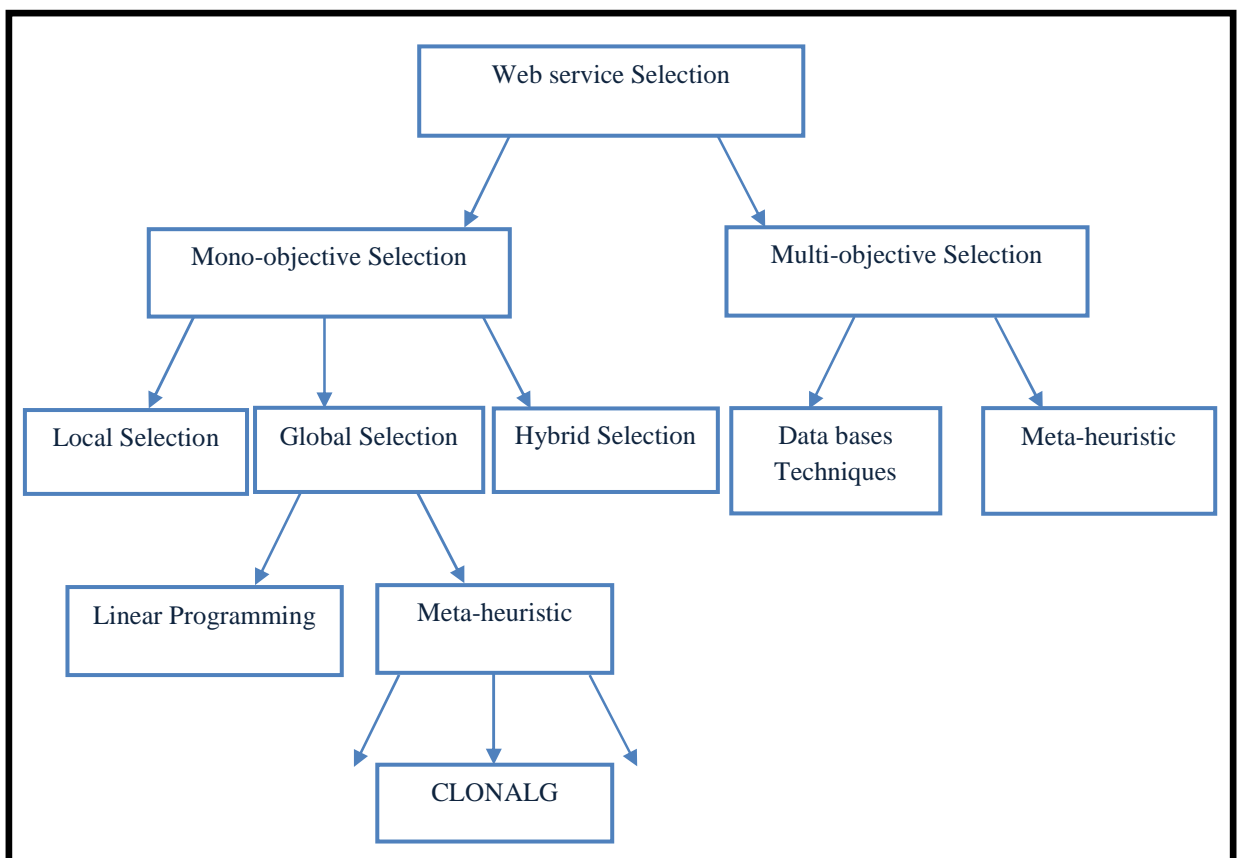 Web service Selection
Mono-objective Selection
Multi-objective Selection
Local Selection
Global Selection
Hybrid Selection
Data bases
Techniques
Meta-heuristic
Linear Programming
Meta-heuristic
CLONALG